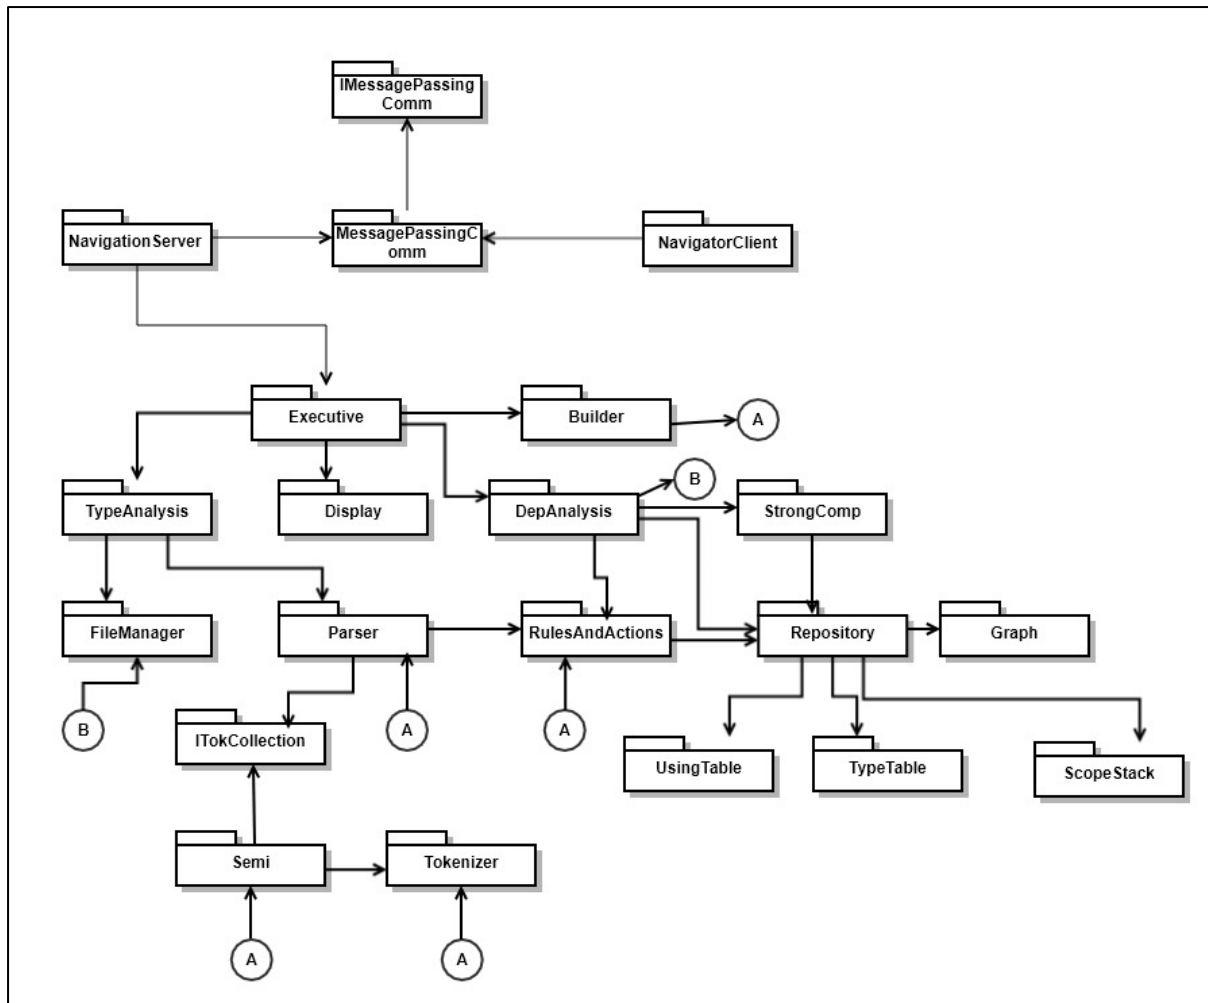 IMessagePassing
Comm
NavigationServer
MessagePassingC
omm
NavigatorClient
Executive
Builder
A
TypeAnalysis
Display
DepAnalysis
B
StrongComp
FileManager
Parser
RulesAndActions
Repository
Graph
B
A
A
ITokCollection
UsingTable
TypeTable
ScopeStack
Semi
Tokenizer
A
A